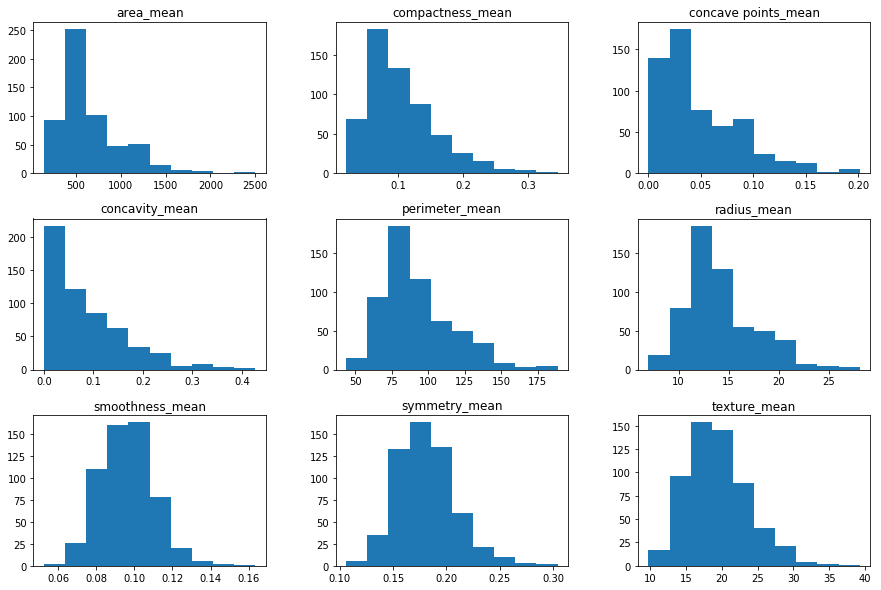 area_mean
250
200
150
100
50
0
500 1000 1500 2000 2500
compactness_mean
150
100
50
0
0.1 0.2 0.3
concave points_mean
150
100
50
0
0.00 0.05 0.10 0.15 0.20
concavity_mean
200
150
100
50
0
0.0 0.1 0.2 0.3 0.4
perimeter_mean
150
100
50
0
50 75 100 125 150 175
radius_mean
150
100
50
0
10 15 20 25
smoothness_mean
150
125
100
75
50
25
0
0.06 0.08 0.10 0.12 0.14 0.16
symmetry_mean
150
125
100
75
50
25
0
0.10 0.15 0.20 0.25 0.30
texture_mean
150
125
100
75
50
25
0
10 15 20 25 30 35 40